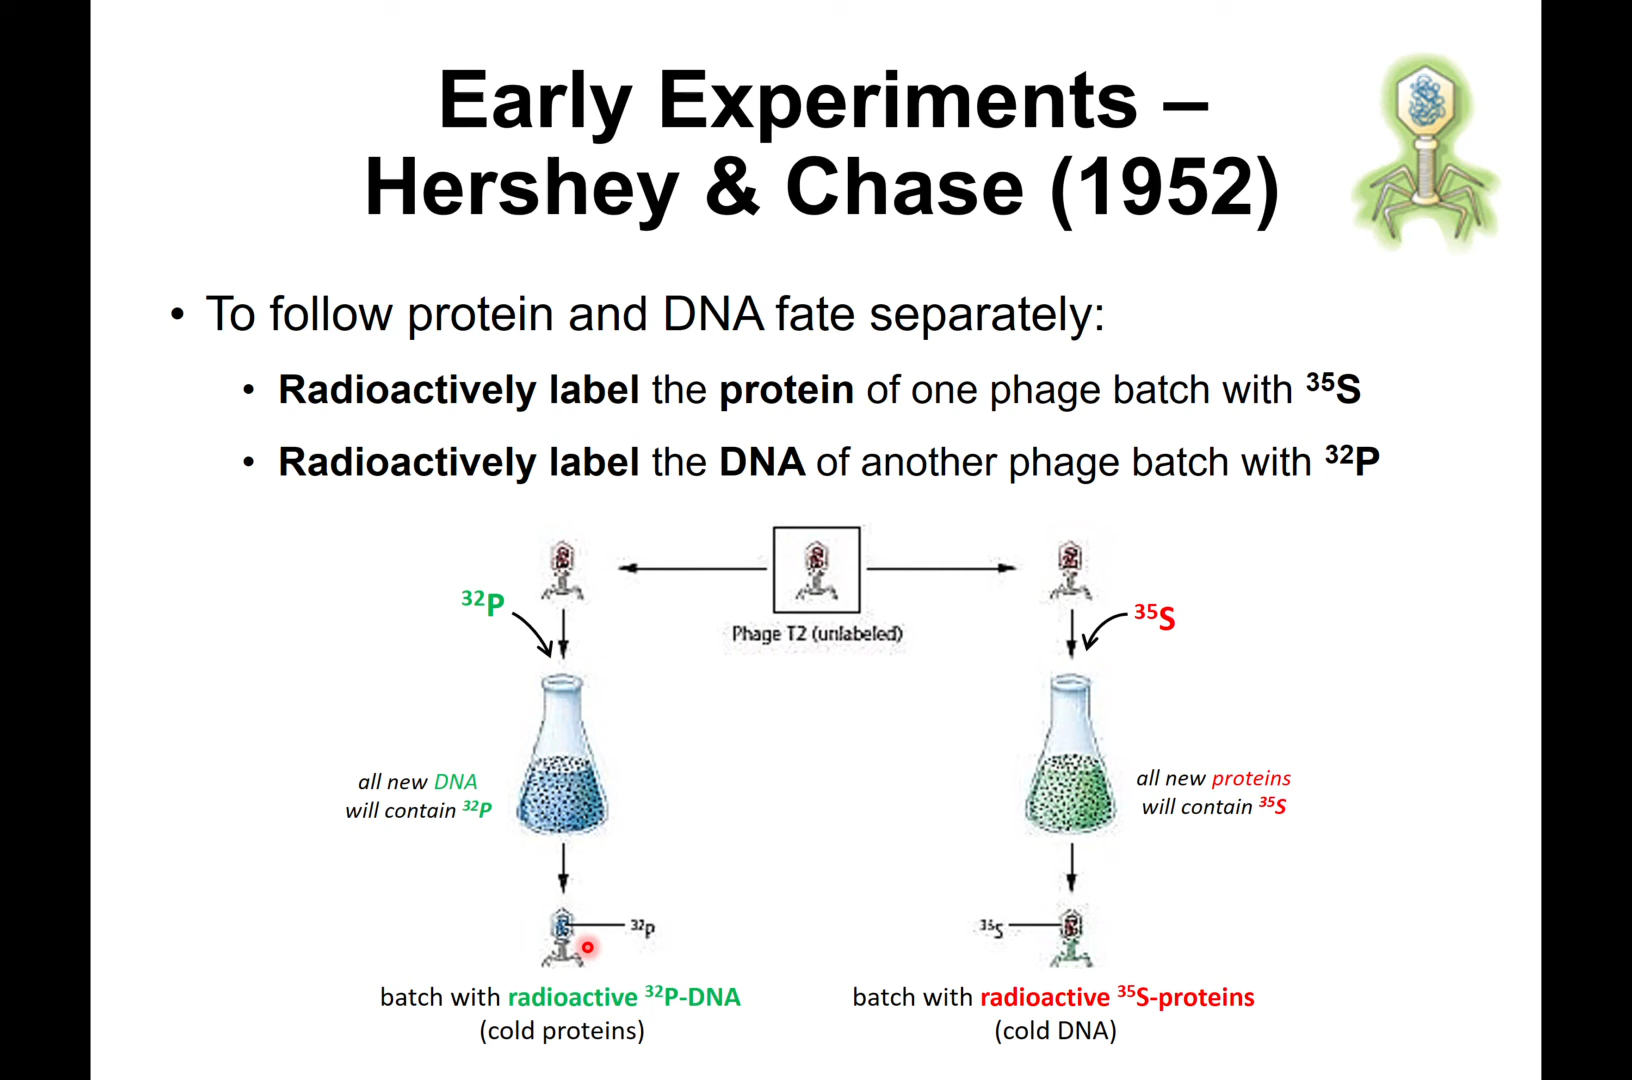 Early Experiments –
Hershey & Chase (1952)
• To follow protein and DNA fate separately:
• Radioactively label the protein of one phage batch with ³⁵S
• Radioactively label the DNA of another phage batch with ³²P
³²P
Phage T2 (unlabeled)
³⁵S
all new DNA
will contain ³²P
all new proteins
will contain ³⁵S
³²P
³⁵S
batch with radioactive ³²P-DNA
(cold proteins)
batch with radioactive ³⁵S-proteins
(cold DNA)